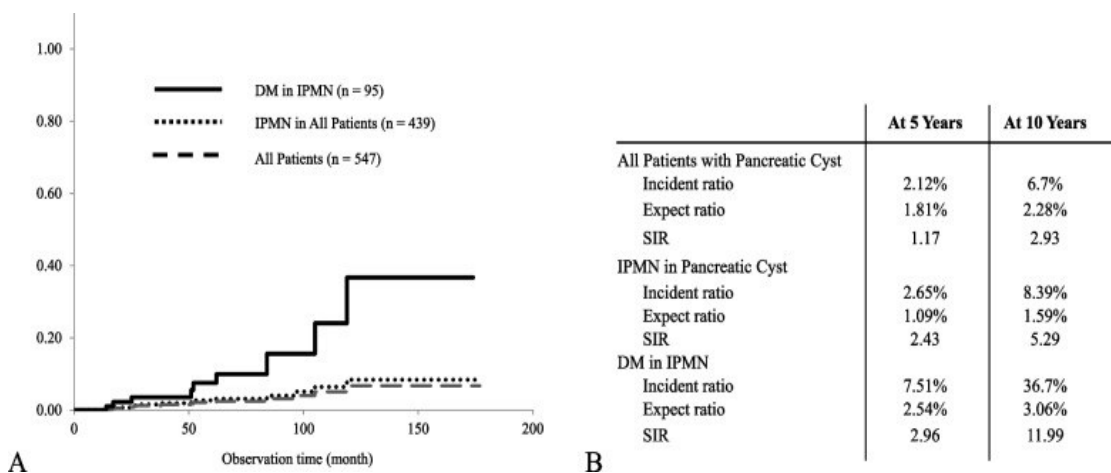 1.00
0.80
0.60
0.40
0.20
0.00
0
50
100
150
200
Observation time (month)
DM in IPMN (n = 95)
IPMN in All Patients (n = 439)
All Patients (n = 547)
A
At 5 Years At 10 Years
All Patients with Pancreatic Cyst
Incident ratio 2.12% 6.7%
Expect ratio 1.81% 2.28%
SIR 1.17 2.93
IPMN in Pancreatic Cyst
Incident ratio 2.65% 8.39%
Expect ratio 1.09% 1.59%
SIR 2.43 5.29
DM in IPMN
Incident ratio 7.51% 36.7%
Expect ratio 2.54% 3.06%
SIR 2.96 11.99
B